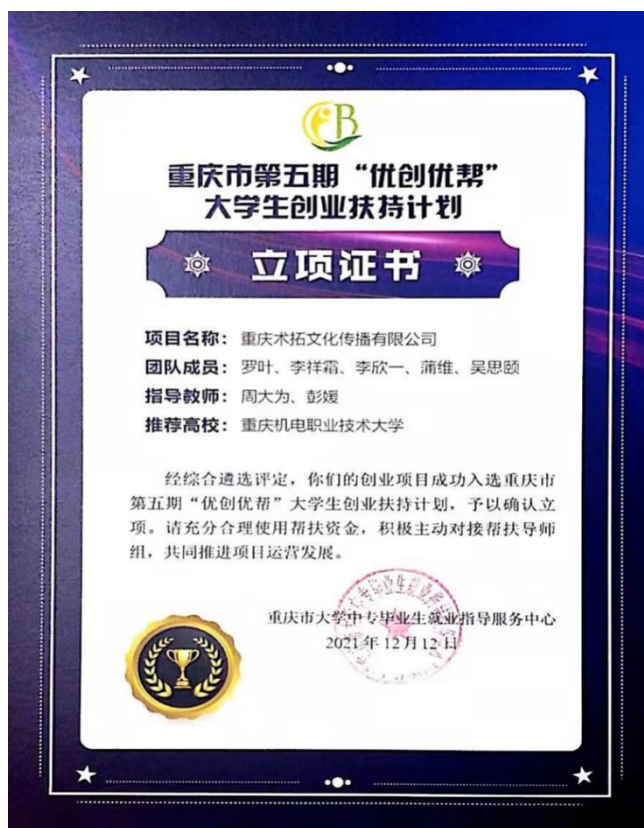 重庆市第五期“优创优帮”
大学生创业扶持计划
立项证书
项目名称：重庆术拓文化传播有限公司
团队成员：罗叶、李祥霜、李欣一、蒲维、吴思颐
指导教师：周大为、彭媛
推荐高校：重庆机电职业技术大学
经综合遴选评定，你们的创业项目成功入选重庆市
第五期“优创优帮”大学生创业扶持计划，予以确认立
项。请充分合理使用帮扶资金，积极主动对接帮扶导师
组，共同推进项目运营发展。
重庆市大学中专毕业生就业指导服务中心
2021年12月12日